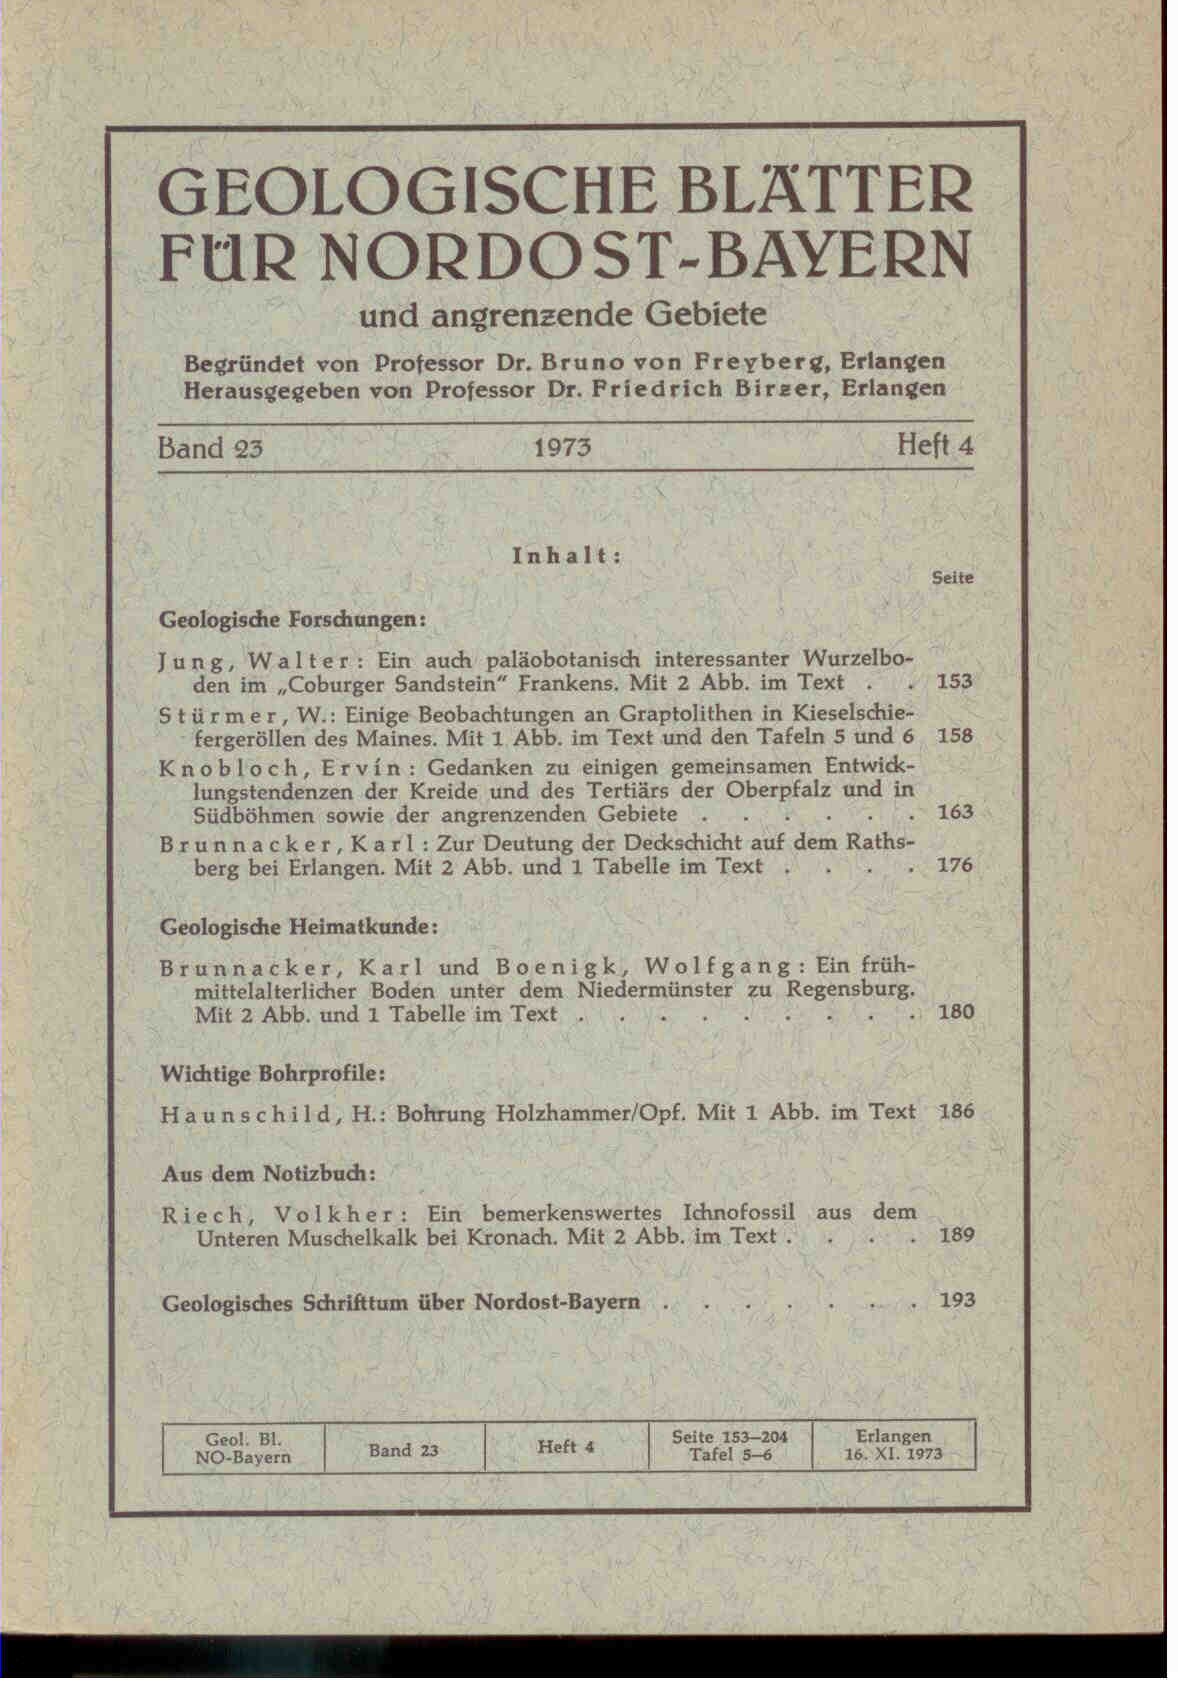 GEOLOGISCHE BLÄTTER
FÜR NORDOST-BAYERN
und angrenzende Gebiete
Begründet von Professor Dr. Bruno von Freyberg, Erlangen
Herausgegeben von Professor Dr. Friedrich Birzer, Erlangen
Band 23 1973 Heft 4
Inhalt:
Seite
Geologische Forschungen:
Jung, Walter: Ein auch paläobotanisch interessanter Wurzelbo-
den im „Coburger Sandstein“ Frankens. Mit 2 Abb. im Text . . 153
Stürmer, W.: Einige Beobachtungen an Graptolithen in Kieselschie-
fergeröllen des Maines. Mit 1 Abb. im Text und den Tafeln 5 und 6 158
Knobloch, Ervín: Gedanken zu einigen gemeinsamen Entwick-
lungstendenzen der Kreide und des Tertiärs der Oberpfalz und in
Südböhmen sowie der angrenzenden Gebiete . . . . . . 163
Brunnacker, Karl: Zur Deutung der Deckschicht auf dem Raths-
berg bei Erlangen. Mit 2 Abb. und 1 Tabelle im Text . . . . 176
Geologische Heimatkunde:
Brunnacker, Karl und Boenigk, Wolfgang: Ein früh-
mittelalterlicher Boden unter dem Niedermünster zu Regensburg.
Mit 2 Abb. und 1 Tabelle im Text . . . . . . . . . 180
Wichtige Bohrprofile:
Haunschild, H.: Bohrung Holzhammer/Opf. Mit 1 Abb. im Text 186
Aus dem Notizbuch:
Riech, Volkher: Ein bemerkenswertes Ichnofossil aus dem
Unteren Muschelkalk bei Kronach. Mit 2 Abb. im Text . . . . 189
Geologisches Schrifttum über Nordost-Bayern . . . . . . . 193
Geol. Bl.
NO-Bayern
Band 23
Heft 4
Seite 153–204
Tafel 5–6
Erlangen
16. XI. 1973